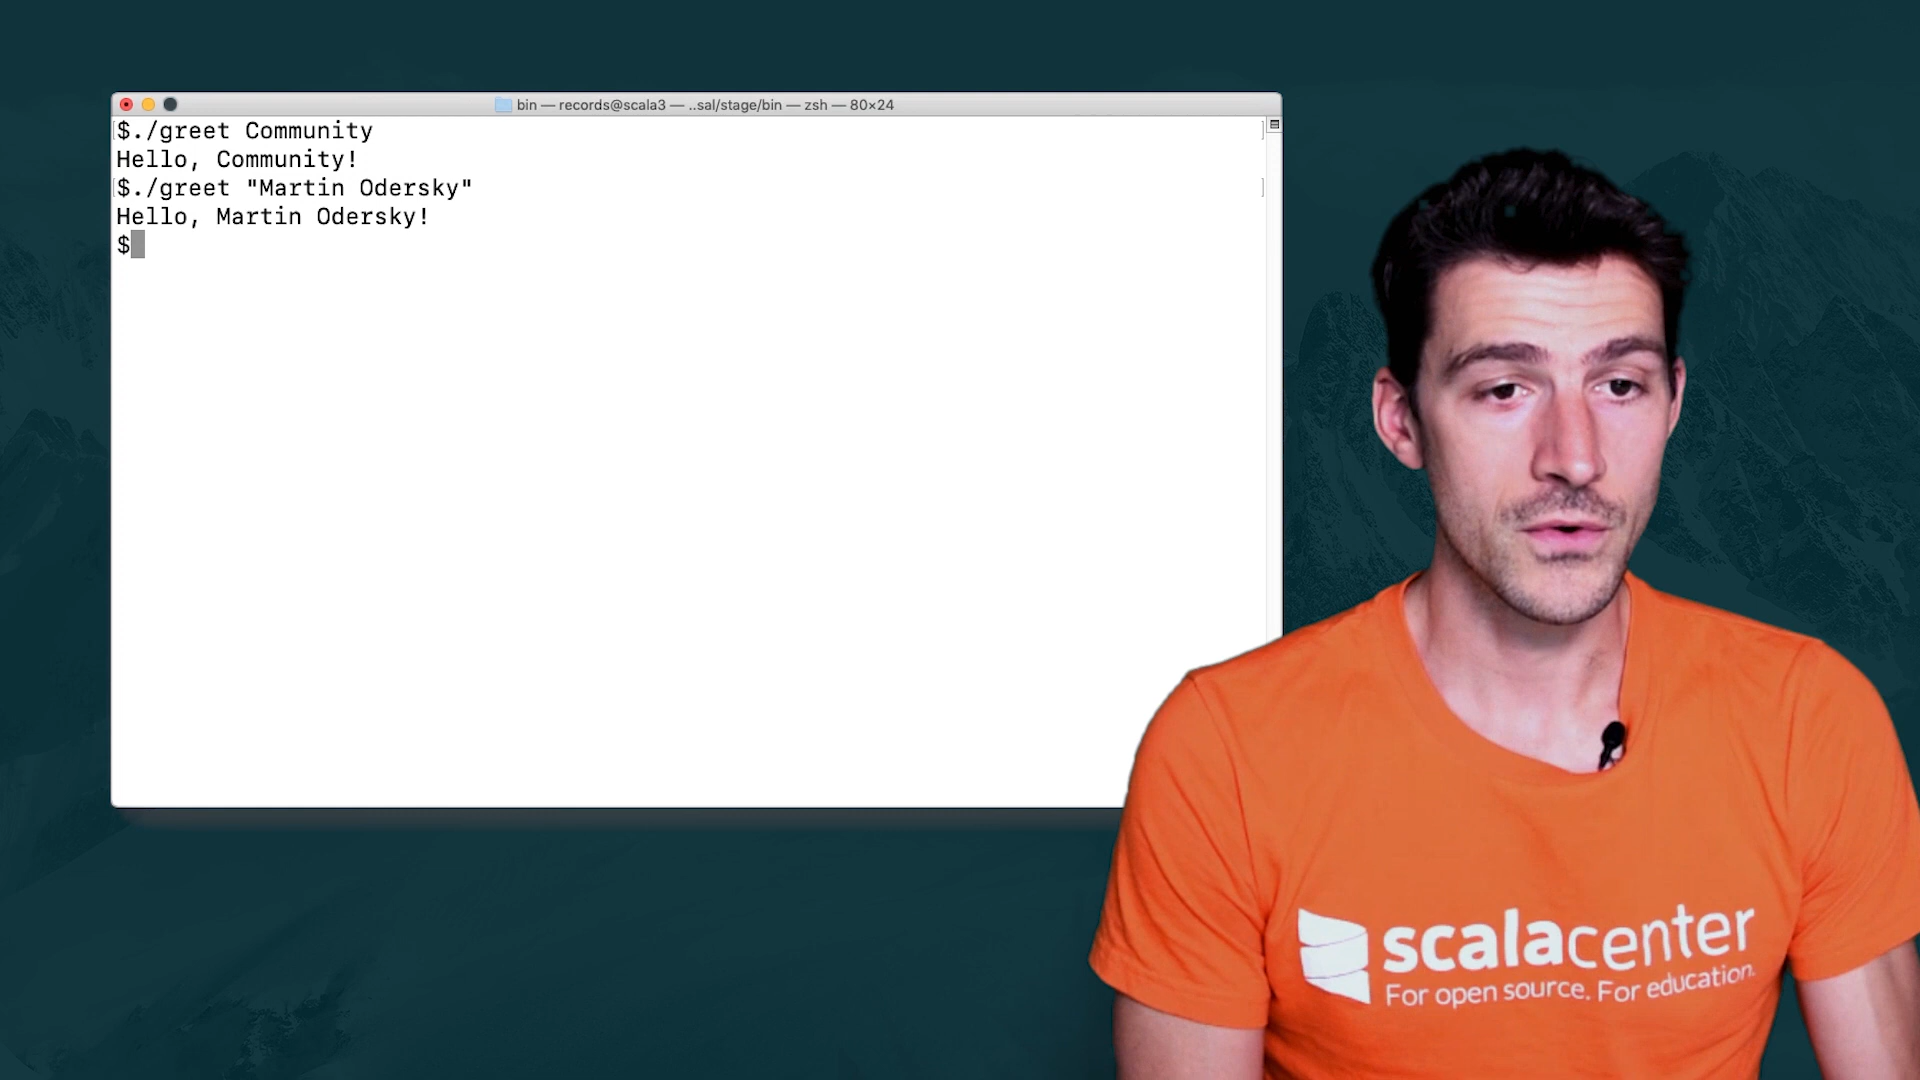 bin — records@scala3 — ..sal/stage/bin — zsh — 80×24
$./greet Community
Hello, Community!
$./greet "Martin Odersky"
Hello, Martin Odersky!
$
scalacenter
For open source. For education.